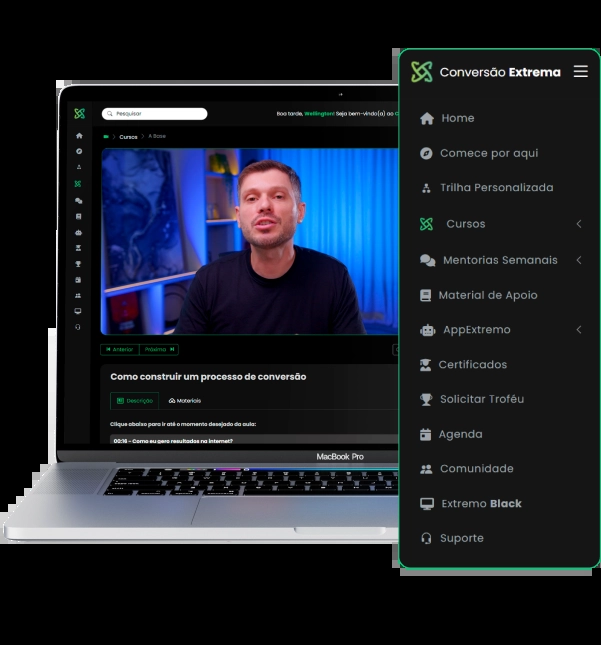 Conversão Extrema
Pesquisar
Boa tarde, Wellington! Seja bem-vindo(a) ao
Cursos
A Base
Home
Comece por aqui
Trilha Personalizada
Cursos
Mentorias Semanais
Material de Apoio
AppExtremo
Certificados
Solicitar Troféu
Agenda
Comunidade
Extremo Black
Suporte
Anterior
Próximo
Como construir um processo de conversão
Descrição
Materiais
Clique abaixo para ir até o momento desejado da aula:
00:16 - Como eu gero resultados na internet?
MacBook Pro